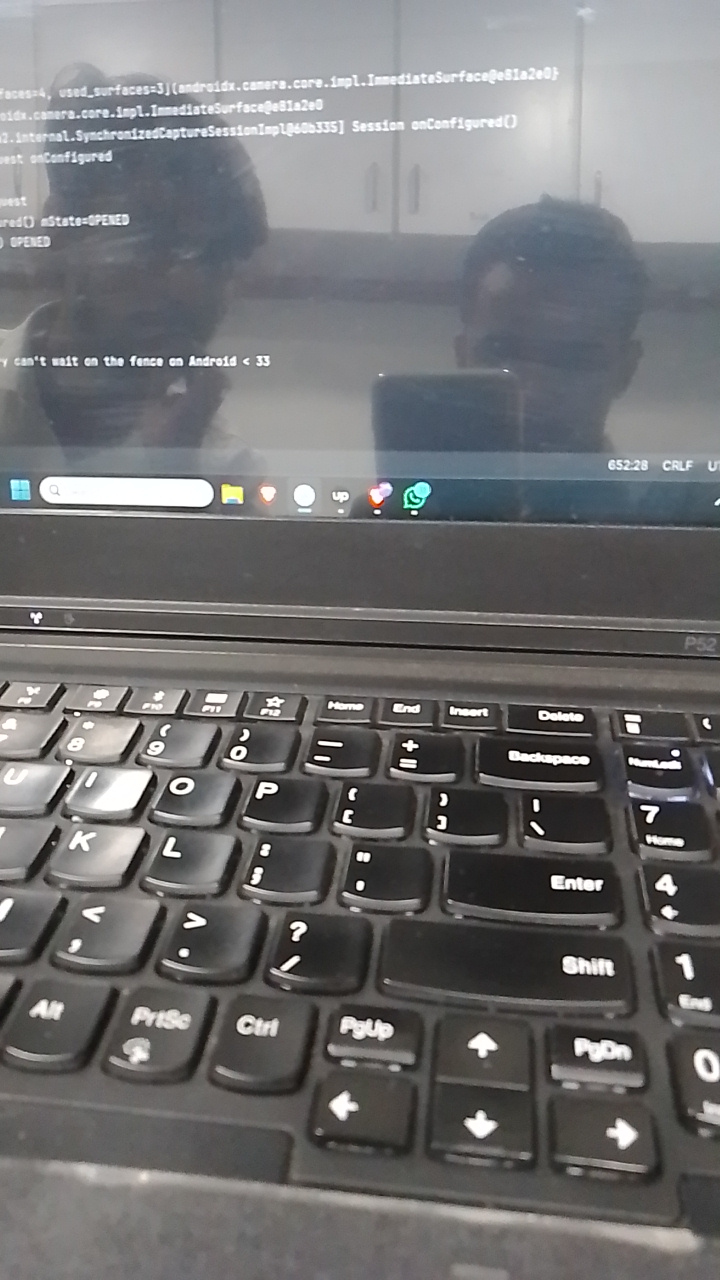 faces=4, used_surfaces=3](androidx.camera.core.impl.ImmediateSurface@e81a2e0}
oidx.camera.core.impl.ImmediateSurface@e81a2e0
2.internal.SynchronizedCaptureSessionImpl@60b335] Session onConfigured()
uest onConfigured
uest
ured() mState=OPENED
) OPENED
y can't wait on the fence on Android < 33
652:28 CRLF UT
up
P52
F9 F10 F11 F12 Home End Insert Delete
* 8 ( 9 ) 0 — - + = Backspace NumLock
U I O P { [ } ] | \ 7 Home
K L : ; " ' Enter 4 ←
< , > . ? / Shift 1 End
Alt PrtSc Ctrl PgUp ↑ PgDn 0
← ↓ →